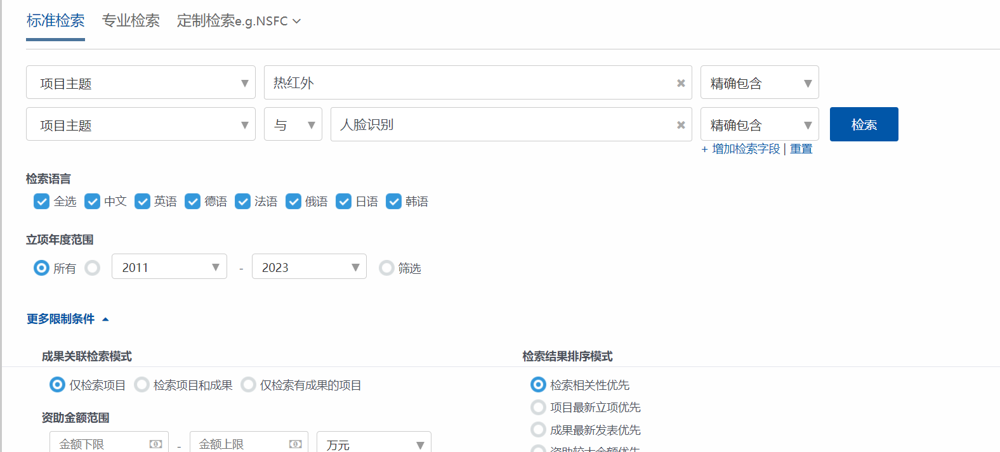 标准检索 专业检索 定制检索e.g.NSFC
项目主题 热红外 精确包含
项目主题 与 人脸识别 精确包含 检索
+ 增加检索字段 | 重置
检索语言
全选 中文 英语 德语 法语 俄语 日语 韩语
立项年度范围
所有 2011 - 2023 筛选
更多限制条件
成果关联检索模式 检索结果排序模式
仅检索项目 检索项目和成果 仅检索有成果的项目 检索相关性优先
项目最新立项优先
资助金额范围
成果最新发表优先
金额下限 - 金额上限 万元
资助较大金额优先